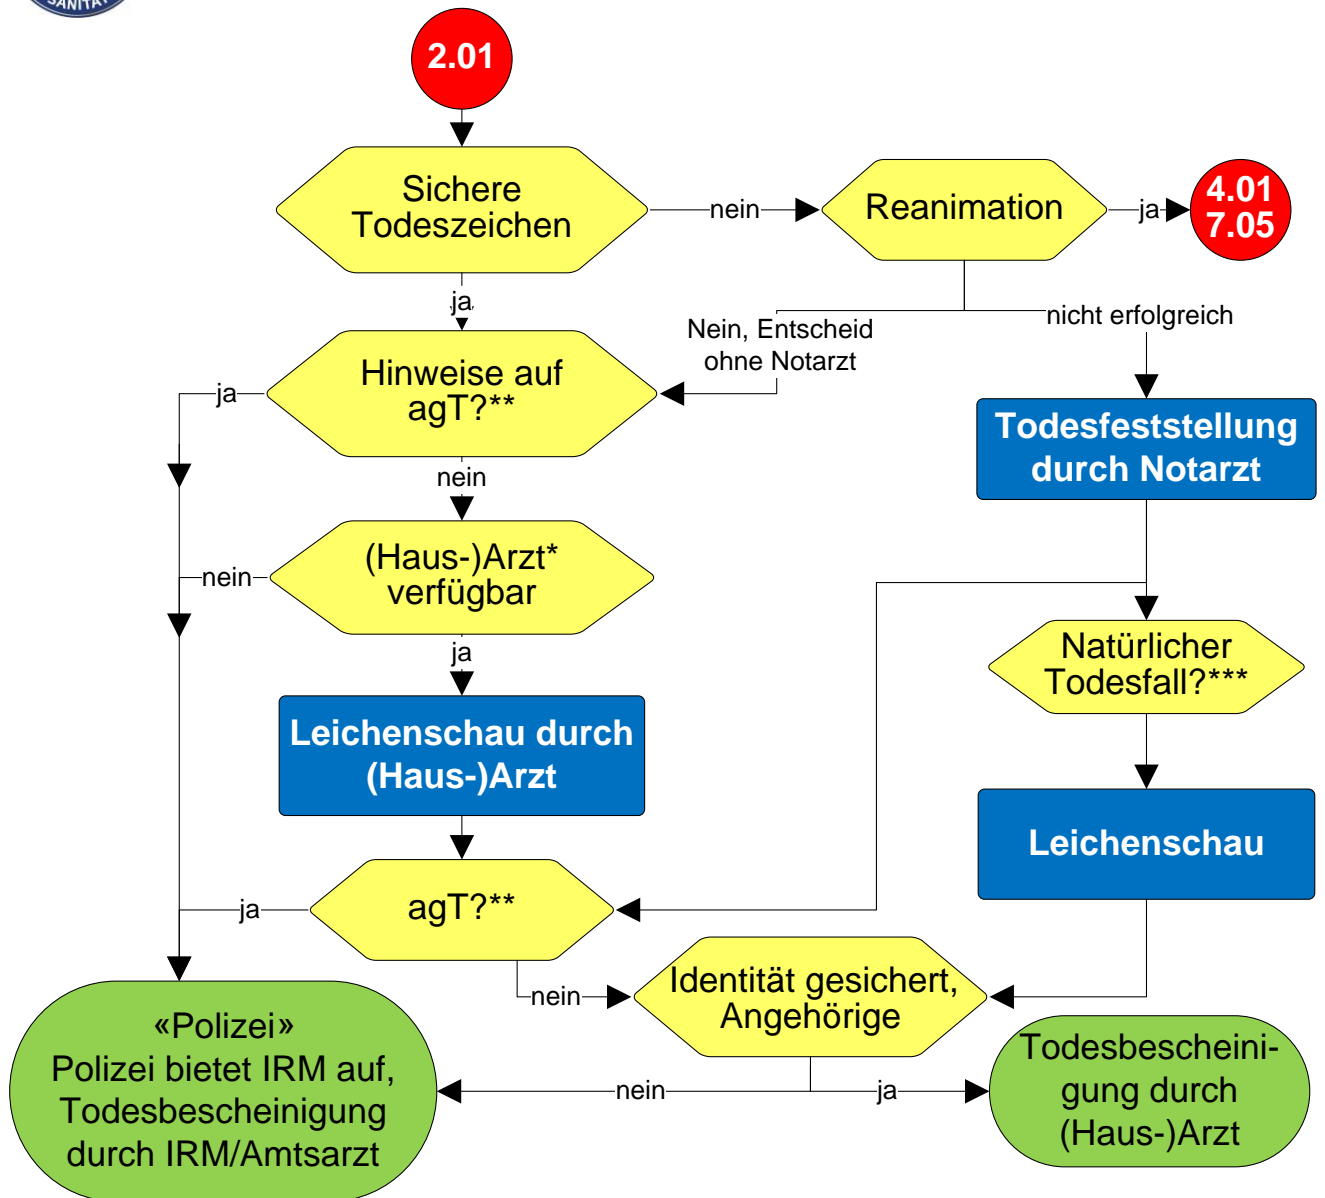 SANITÄT
2.01
Sichere
Todeszeichen
nein
Reanimation
ja
4.01
7.05
ja
Nein, Entscheid
ohne Notarzt
nicht erfolgreich
Hinweise auf
agT?**
ja
nein
Todesfeststellung
durch Notarzt
(Haus-)Arzt*
verfügbar
nein
ja
Natürlicher
Todesfall?***
Leichenschau durch
(Haus-)Arzt
Leichenschau
agT?**
ja
nein
Identität gesichert,
Angehörige
«Polizei»
Polizei bietet IRM auf,
Todesbescheinigung
durch IRM/Amtsarzt
nein
ja
Todesbescheini-
gung durch
(Haus-)Arzt